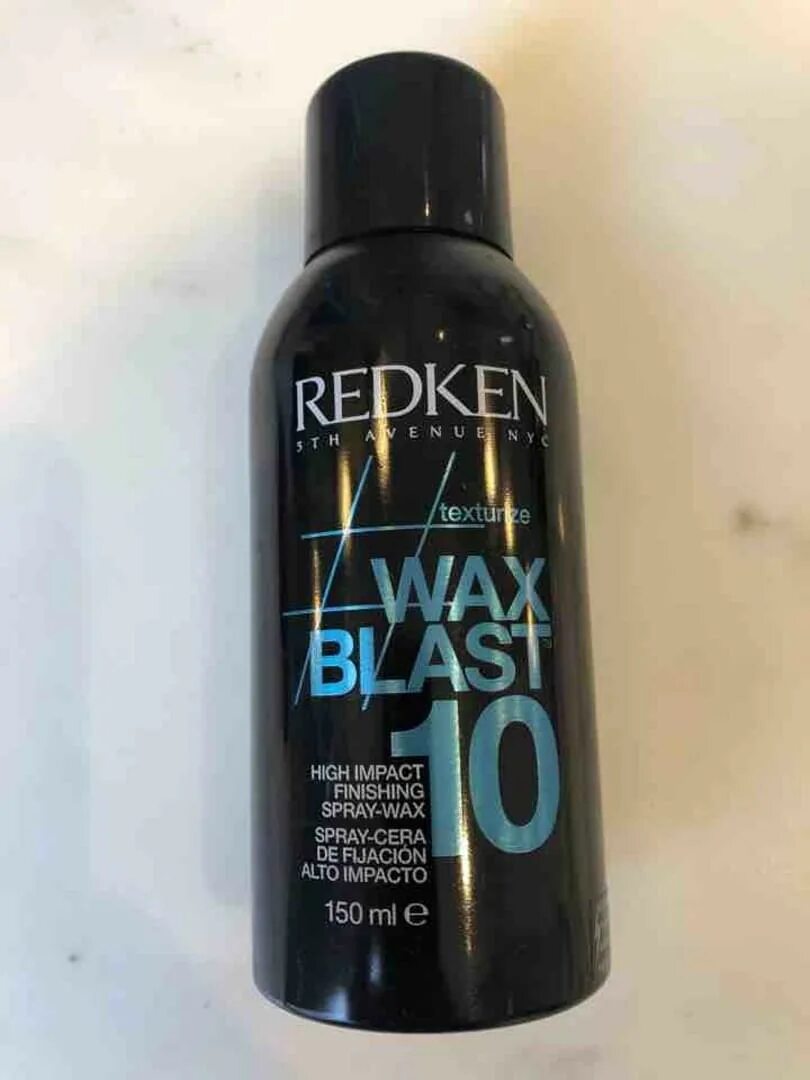 REDKEN
5TH AVENUE NYC
texturize
WAX
BLAST™
10
HIGH IMPACT
FINISHING
SPRAY-WAX
SPRAY-CERA
DE FIJACIÓN
ALTO IMPACTO
150 ml ℮